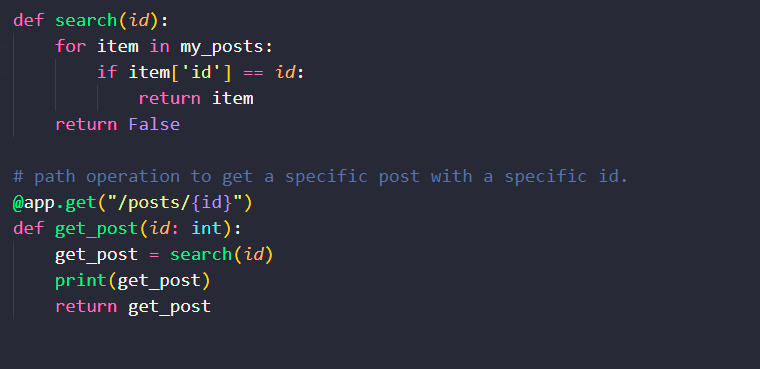 def search(id):
    for item in my_posts:
        if item['id'] == id:
            return item
    return False

# path operation to get a specific post with a specific id.
@app.get("/posts/{id}")
def get_post(id: int):
    get_post = search(id)
    print(get_post)
    return get_post